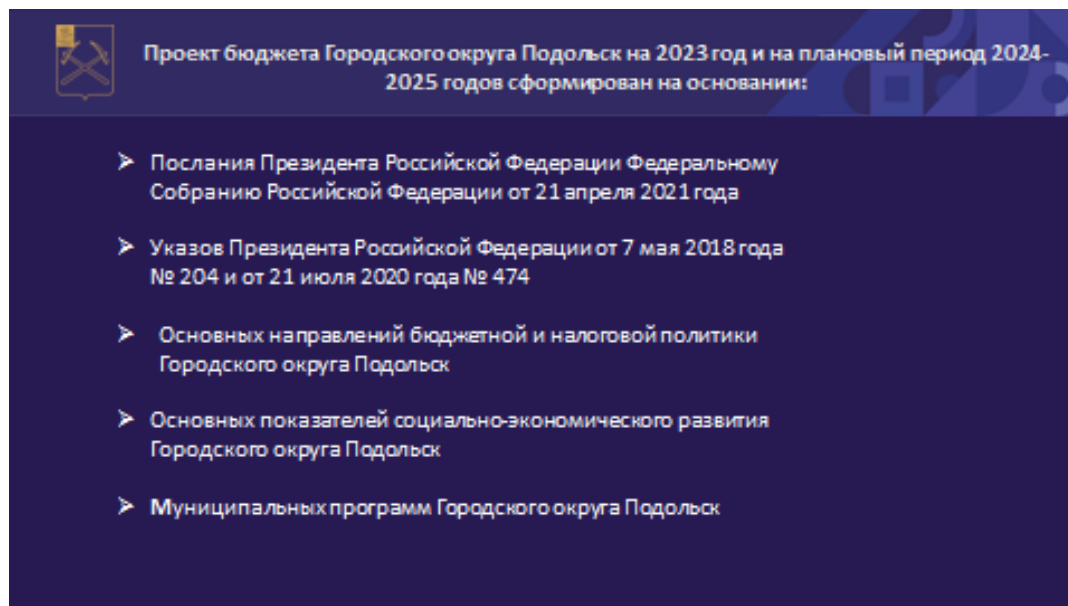 Проект бюджета Городского округа Подольск на 2023 год и на плановый период 2024-
2025 годов сформирован на основании:
➤ Послания Президента Российской Федерации Федеральному
Собранию Российской Федерации от 21 апреля 2021 года
➤ Указов Президента Российской Федерации от 7 мая 2018 года
№ 204 и от 21 июля 2020 года № 474
➤ Основных направлений бюджетной и налоговой политики
Городского округа Подольск
➤ Основных показателей социально-экономического развития
Городского округа Подольск
➤ Муниципальных программ Городского округа Подольск